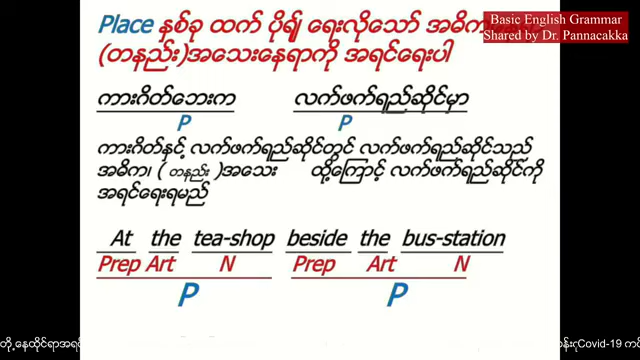 Basic English Grammar
Shared by Dr. Pannacakka
Place နှစ်ခု ထက် ပို၍ ရေးလိုသော် အဓိက
(တနည်း)အသေးနေရာကို အရင်ရေးပါ
ကားဂိတ်ဘေးက လက်ဖက်ရည်ဆိုင်မှာ
P P
ကားဂိတ်နှင့် လက်ဖက်ရည်ဆိုင်တွင် လက်ဖက်ရည်ဆိုင်သည်
အဓိက၊ ( တနည်း )အသေး ထို့ကြောင့် လက်ဖက်ရည်ဆိုင်ကို
အရင်ရေးရမည်
At the tea-shop beside the bus-station
Prep Art N Prep Art N
P P
Covid-19